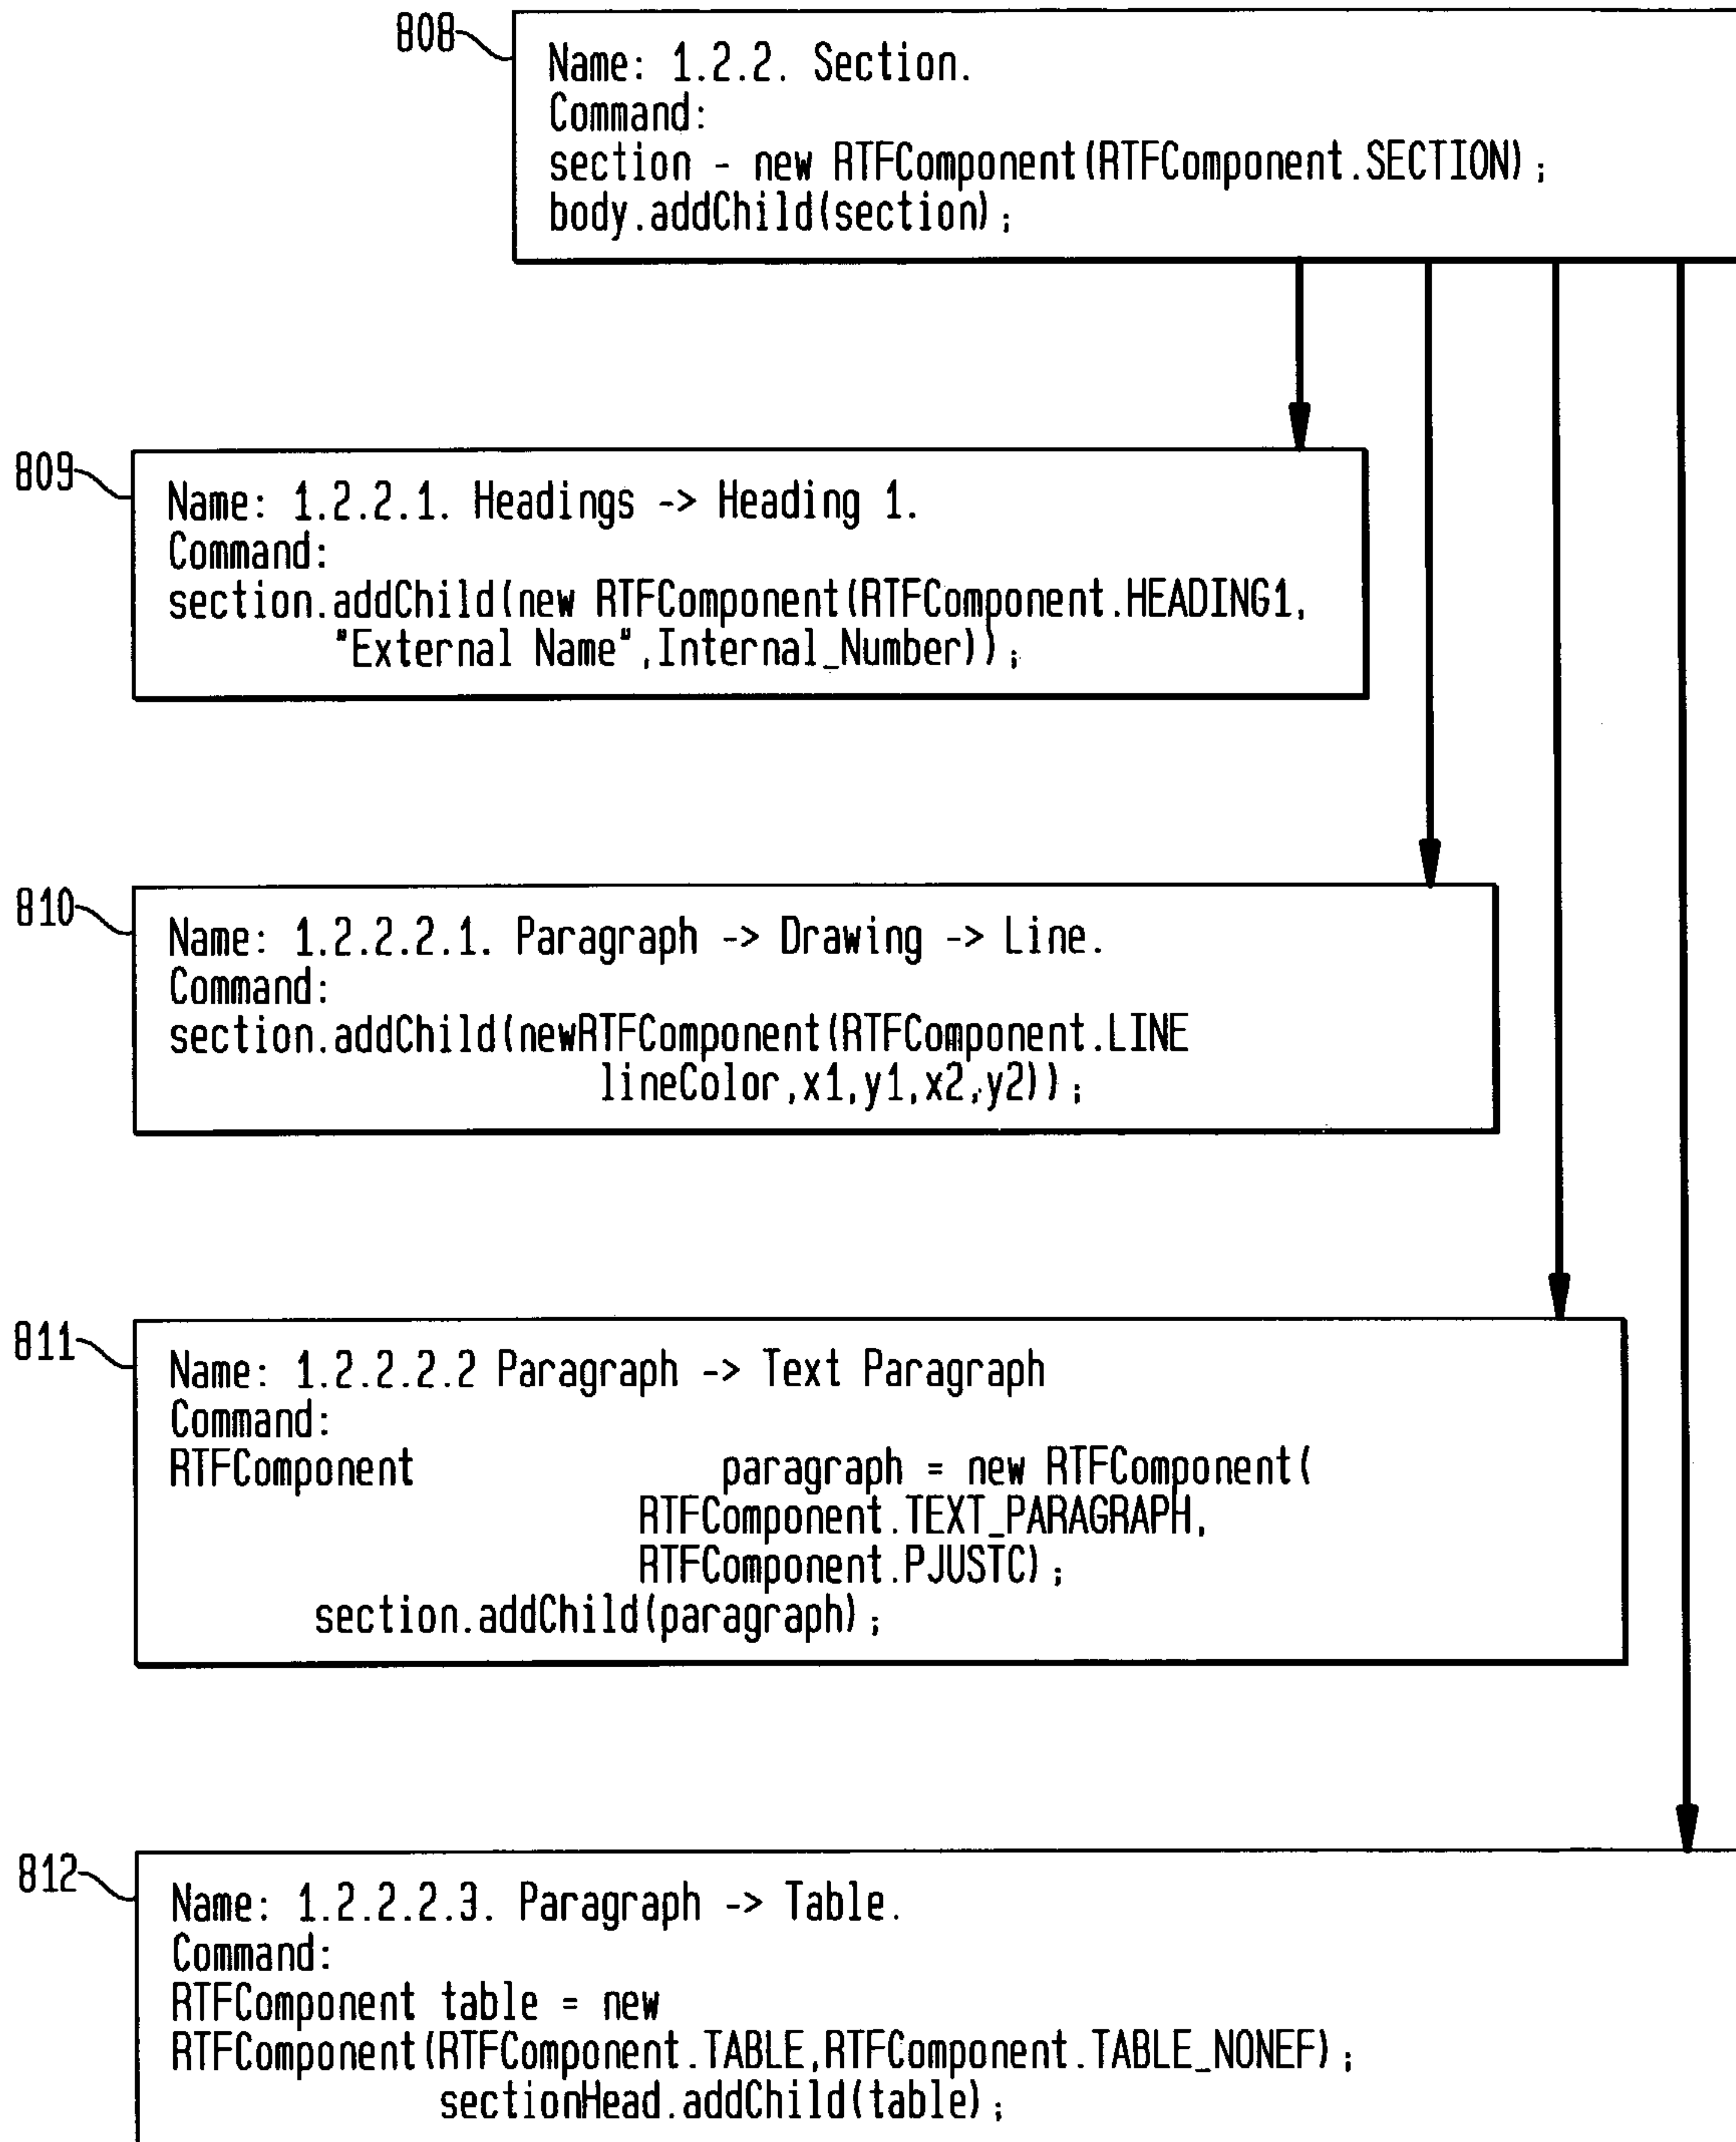 808
Name: 1.2.2. Section.
Command:
section - new RTFComponent(RTFComponent.SECTION);
body.addChild(section);
809
Name: 1.2.2.1. Headings -> Heading 1.
Command:
section.addChild(new RTFComponent(RTFComponent.HEADING1,
"External Name",Internal_Number));
810
Name: 1.2.2.2.1. Paragraph -> Drawing -> Line.
Command:
section.addChild(newRTFComponent(RTFComponent.LINE
lineColor,x1,y1,x2,y2));
811
Name: 1.2.2.2.2 Paragraph -> Text Paragraph
Command:
RTFComponent paragraph = new RTFComponent(
RTFComponent.TEXT_PARAGRAPH,
RTFComponent.PJUSTC);
section.addChild(paragraph);
812
Name: 1.2.2.2.3. Paragraph -> Table.
Command:
RTFComponent table = new
RTFComponent(RTFComponent.TABLE,RTFComponent.TABLE_NONEF);
sectionHead.addChild(table);